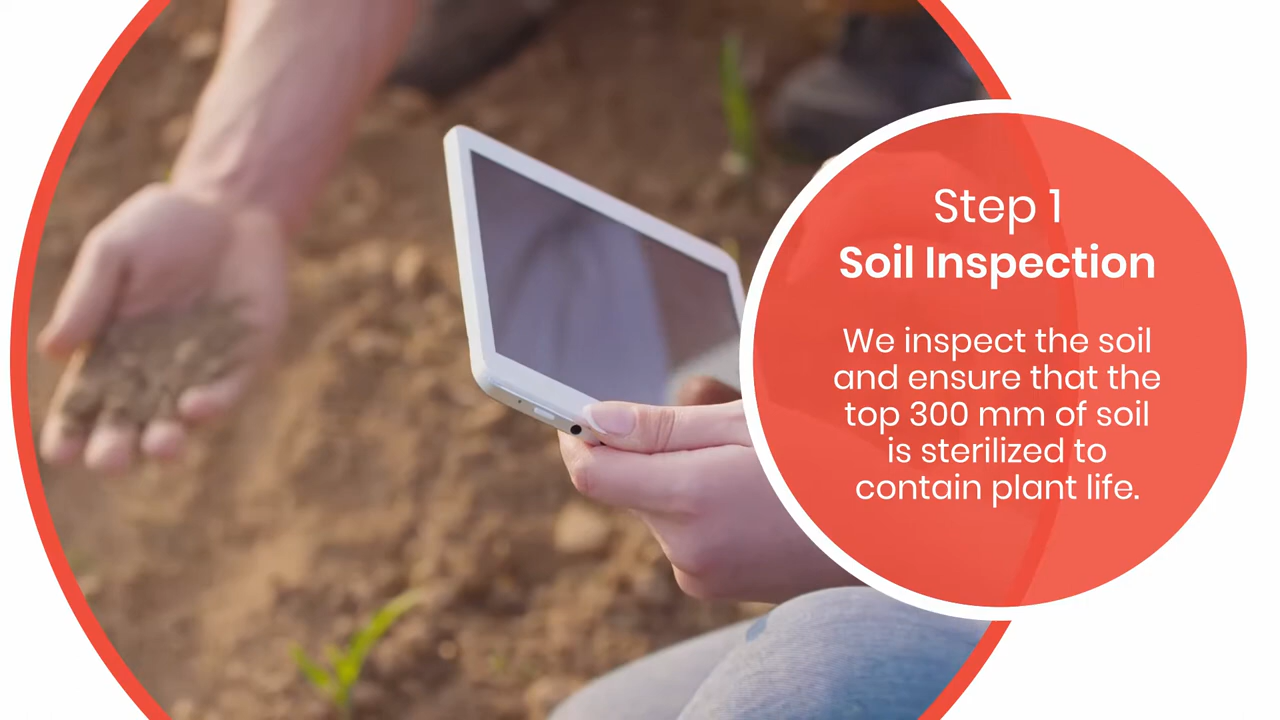 Step 1
Soil Inspection
We inspect the soil
and ensure that the
top 300 mm of soil
is sterilized to
contain plant life.